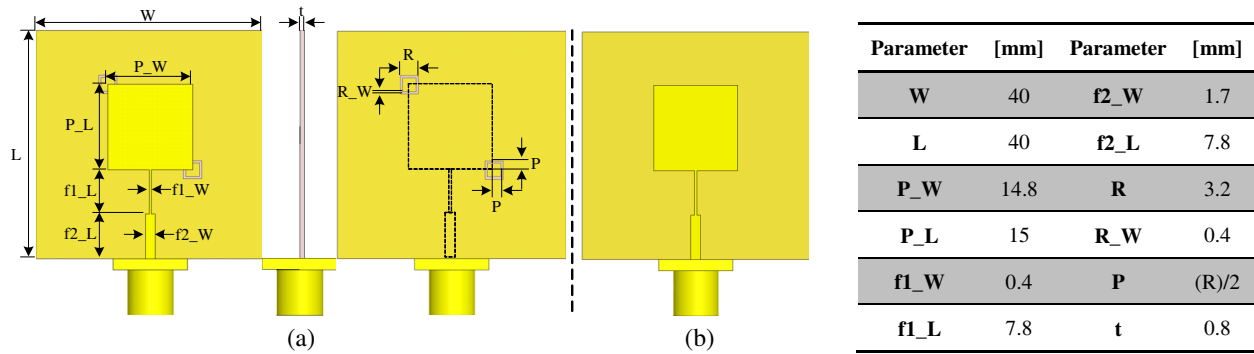 W
t
R
P_W
R_W
P_L
L
P
f1_L
f1_W
P
f2_L
f2_W
(a)
(b)
Parameter [mm] Parameter [mm]
W 40 f2_W 1.7
L 40 f2_L 7.8
P_W 14.8 R 3.2
P_L 15 R_W 0.4
f1_W 0.4 P (R)/2
f1_L 7.8 t 0.8